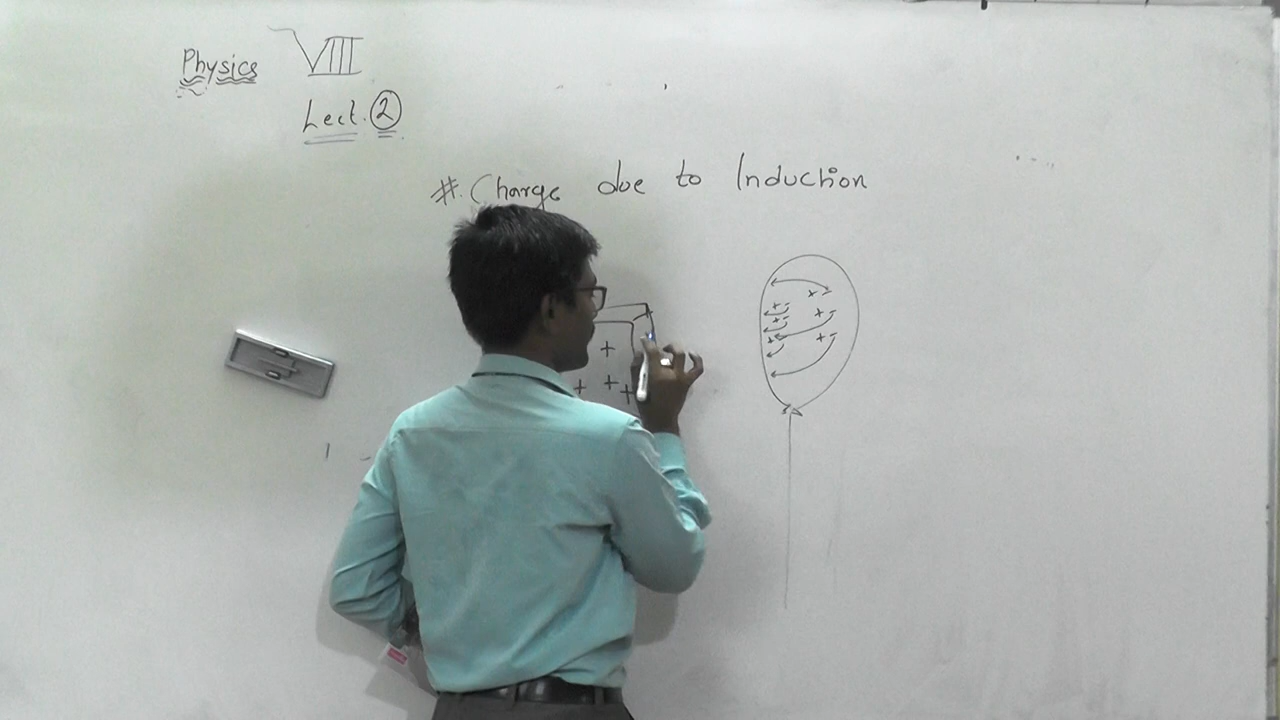 Physics VIII
Lect. 2
#. Charge due to Induction
+
+ + +
+ -
+ - + -
+ -
+ + -